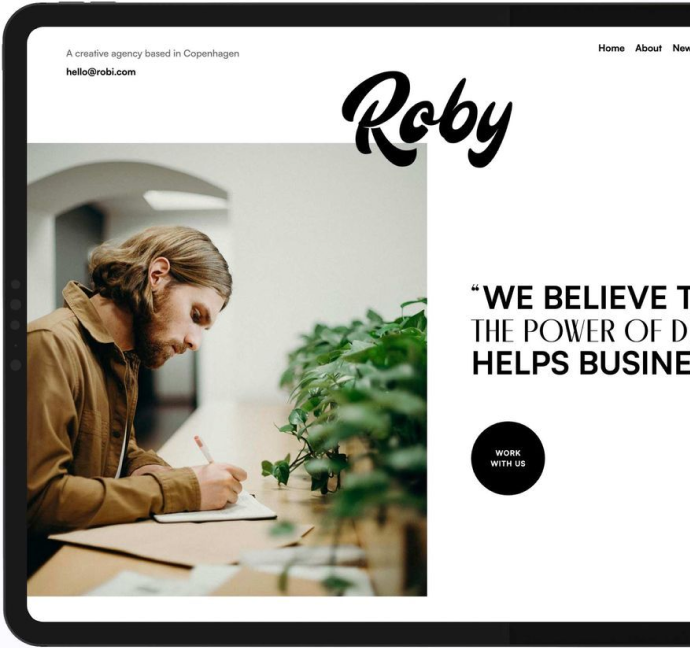 A creative agency based in Copenhagen
hello@robi.com
Home About New
Roby
“WE BELIEVE T
THE POWER OF D
HELPS BUSINE
WORK
WITH US